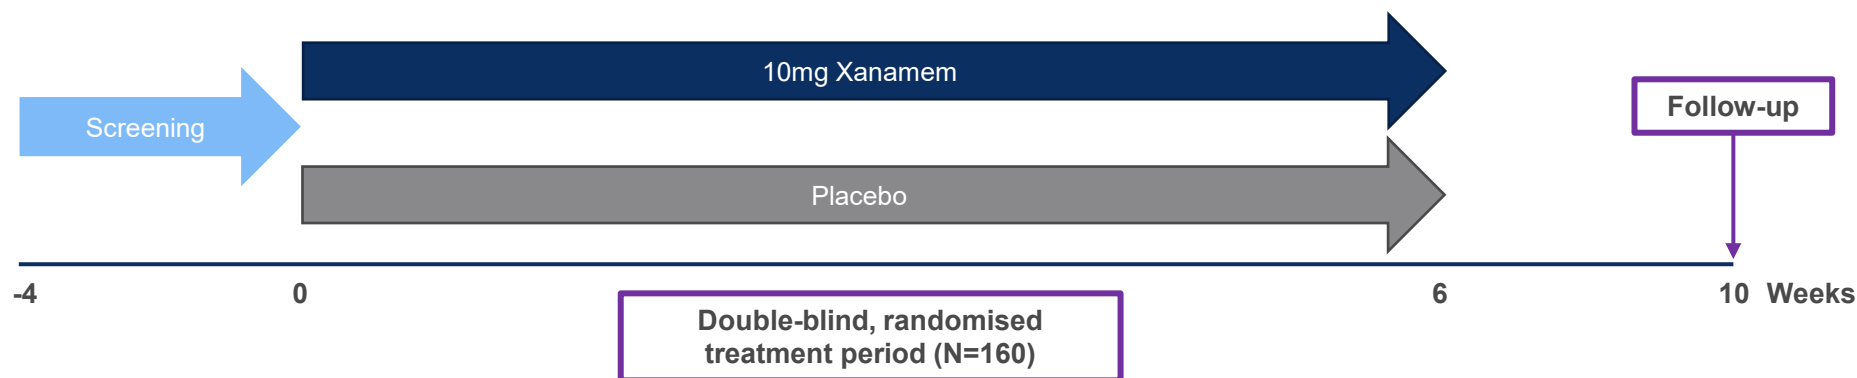 10mg Xanamem
Screening
Follow-up
Placebo
-4 0 6 10 Weeks
Double-blind, randomised
treatment period (N=160)